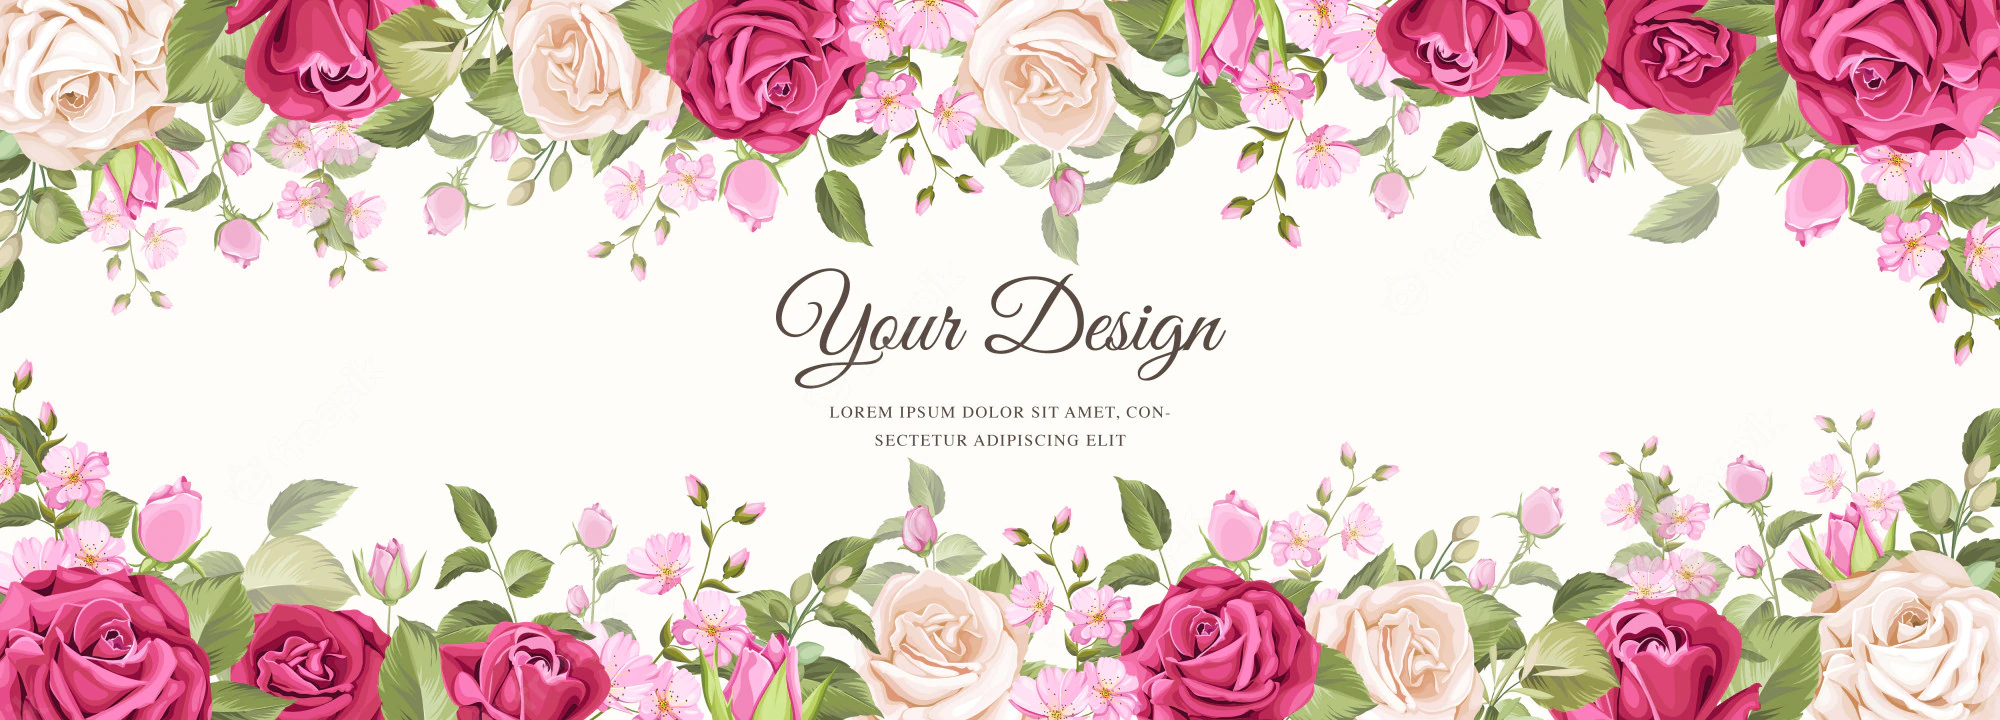 Your Design
LOREM IPSUM DOLOR SIT AMET, CON-
SECTETUR ADIPISCING ELIT